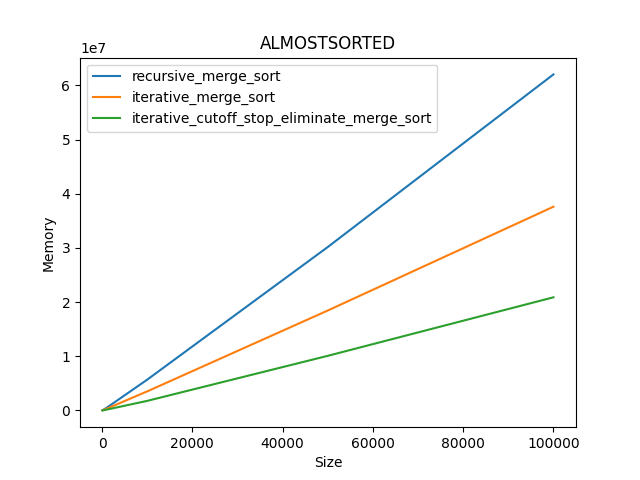 ALMOSTSORTED
1e7
recursive_merge_sort
iterative_merge_sort
iterative_cutoff_stop_eliminate_merge_sort
6
5
4
3
2
1
0
Memory
0 20000 40000 60000 80000 100000
Size